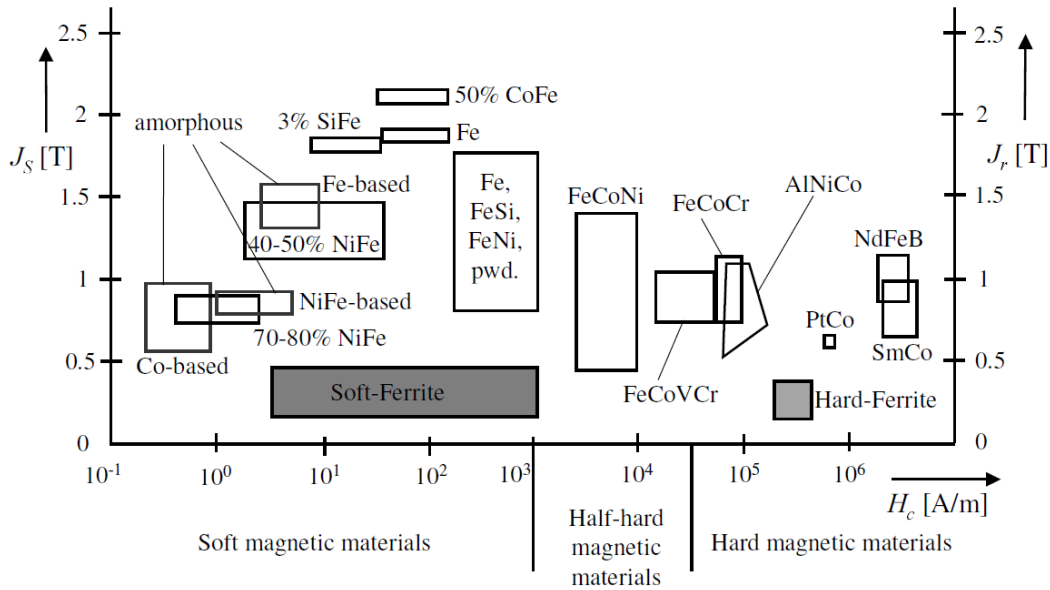 2.5
2.5
50% CoFe
2
3% SiFe
Fe
2
amorphous
J_S [T]
J_r [T]
Fe-based
Fe,
FeSi,
FeNi,
pwd.
FeCoNi
FeCoCr
AlNiCo
1.5
1.5
40-50% NiFe
NdFeB
1
1
NiFe-based
70-80% NiFe
PtCo
Co-based
SmCo
0.5
0.5
Soft-Ferrite
FeCoVCr
Hard-Ferrite
0
0
10^-1
10^0
10^1
10^2
10^3
10^4
10^5
10^6
H_c [A/m]
Soft magnetic materials
Half-hard
magnetic
materials
Hard magnetic materials